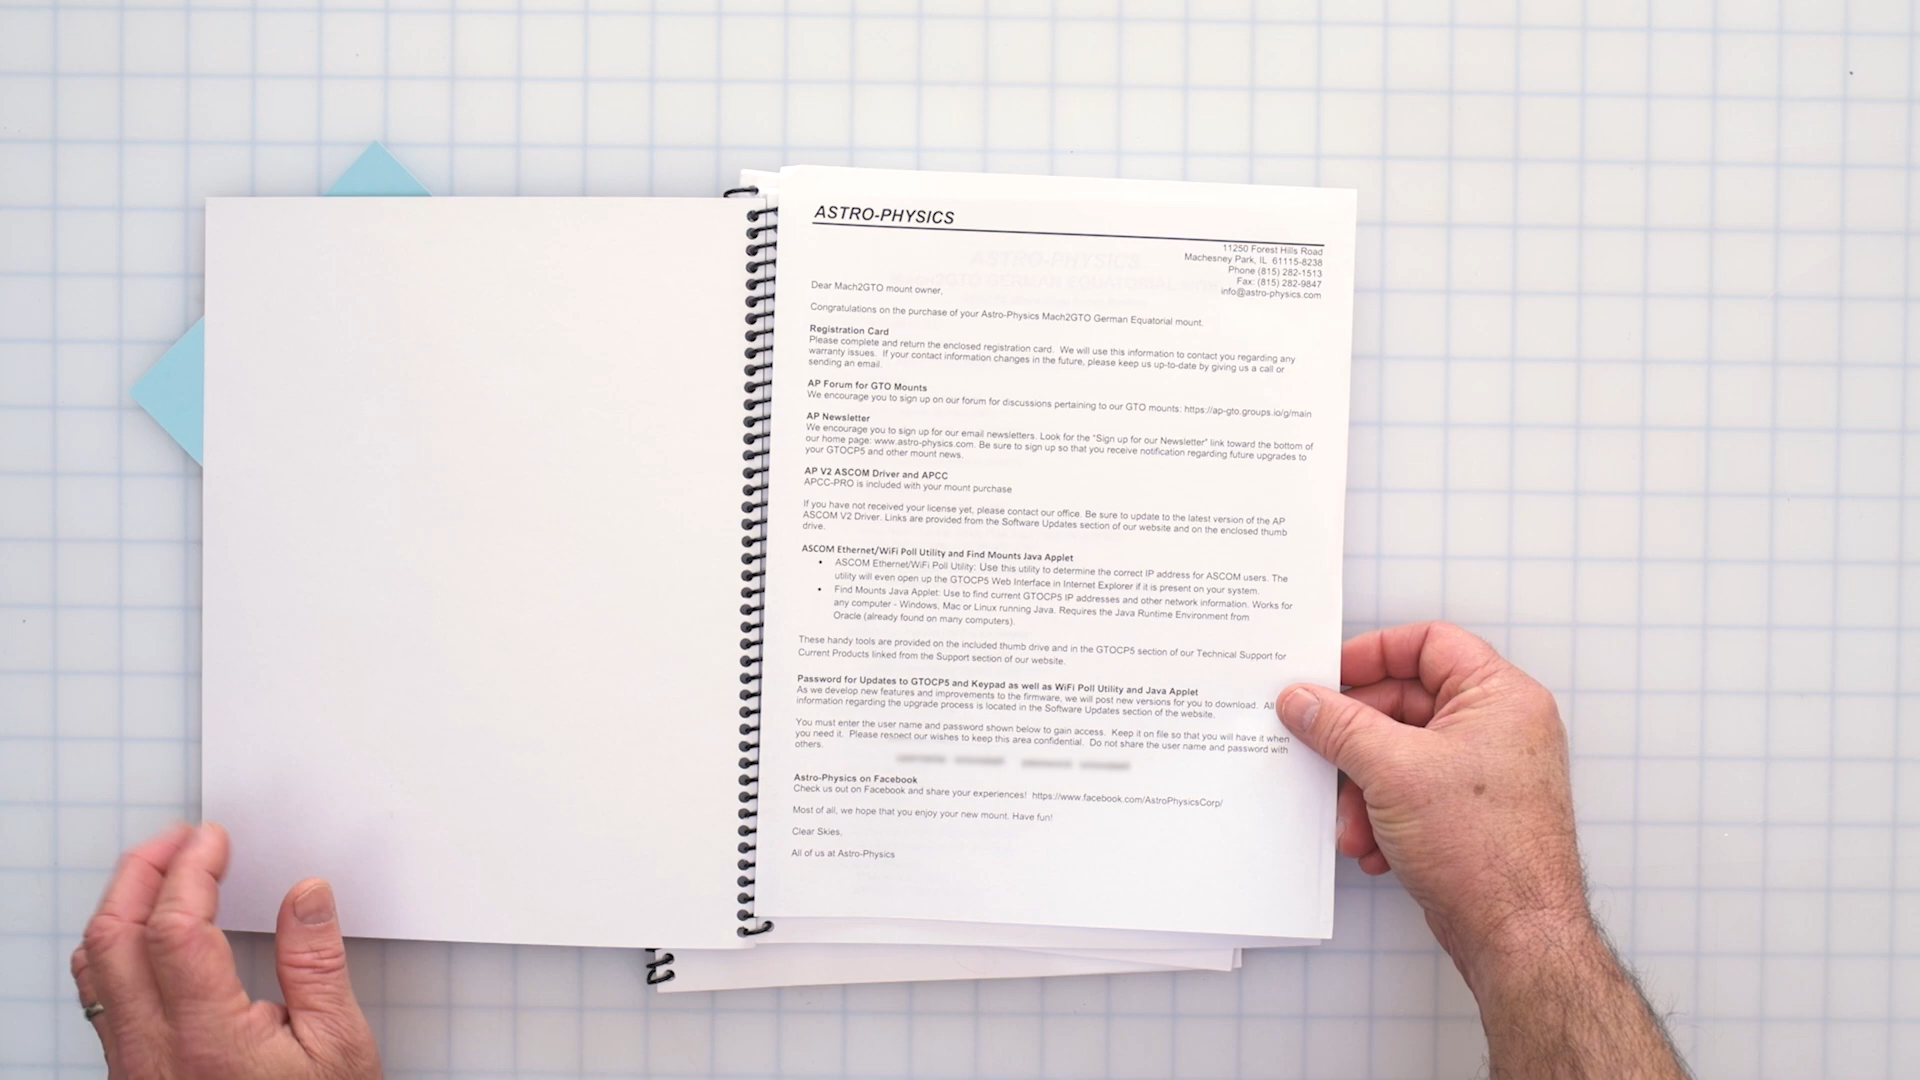 ASTRO-PHYSICS
11250 Forest Hills Road
Machesney Park, IL 61115-8238
Phone (815) 282-1513
Fax: (815) 282-9847
info@astro-physics.com
Dear Mach2GTO mount owner,
Congratulations on the purchase of your Astro-Physics Mach2GTO German Equatorial mount.
Registration Card
Please complete and return the enclosed registration card. We will use this information to contact you regarding any
warranty issues. If your contact information changes in the future, please keep us up-to-date by giving us a call or
sending an email.
AP Forum for GTO Mounts
We encourage you to sign up on our forum for discussions pertaining to our GTO mounts: https://ap-gto.groups.io/g/main
AP Newsletter
We encourage you to sign up for our email newsletters. Look for the "Sign up for our Newsletter" link toward the bottom of
our home page: www.astro-physics.com. Be sure to sign up so that you receive notification regarding future upgrades to
your GTOCP5 and other mount news.
AP V2 ASCOM Driver and APCC
APCC-PRO is included with your mount purchase
If you have not received your license yet, please contact our office. Be sure to update to the latest version of the AP
ASCOM V2 Driver. Links are provided from the Software Updates section of our website and on the enclosed thumb
drive.
ASCOM Ethernet/WiFi Poll Utility and Find Mounts Java Applet
• ASCOM Ethernet/WiFi Poll Utility: Use this utility to determine the correct IP address for ASCOM users. The
utility will even open up the GTOCP5 Web Interface in Internet Explorer if it is present on your system.
• Find Mounts Java Applet: Use to find current GTOCP5 IP addresses and other network information. Works for
any computer - Windows, Mac or Linux running Java. Requires the Java Runtime Environment from
Oracle (already found on many computers).
These handy tools are provided on the included thumb drive and in the GTOCP5 section of our Technical Support for
Current Products linked from the Support section of our website.
Password for Updates to GTOCP5 and Keypad as well as WiFi Poll Utility and Java Applet
As we develop new features and improvements to the firmware, we will post new versions for you to download. All
information regarding the upgrade process is located in the Software Updates section of the website.
You must enter the user name and password shown below to gain access. Keep it on file so that you will have it when
you need it. Please respect our wishes to keep this area confidential. Do not share the user name and password with
others.
Astro-Physics on Facebook
Check us out on Facebook and share your experiences! https://www.facebook.com/AstroPhysicsCorp/
Most of all, we hope that you enjoy your new mount. Have fun!
Clear Skies,
All of us at Astro-Physics